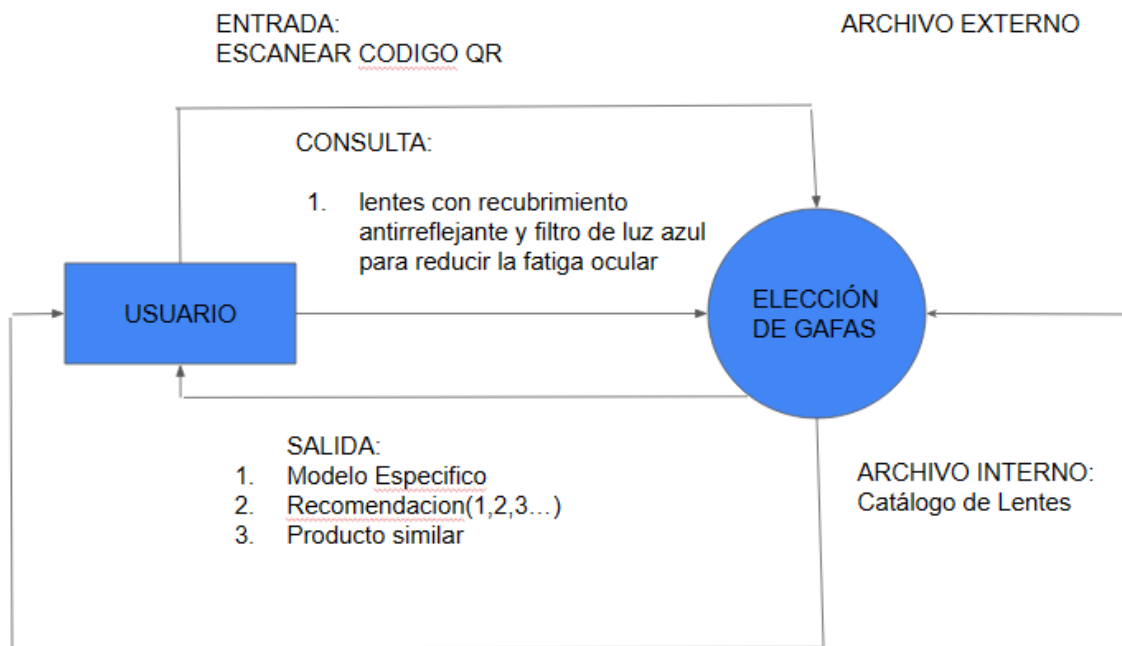 ENTRADA:
ESCANEAR CODIGO QR
ARCHIVO EXTERNO
CONSULTA:
1. lentes con recubrimiento
antirreflejante y filtro de luz azul
para reducir la fatiga ocular
USUARIO
ELECCIÓN
DE GAFAS
SALIDA:
1. Modelo Especifico
2. Recomendacion(1,2,3...)
3. Producto similar
ARCHIVO INTERNO:
Catálogo de Lentes